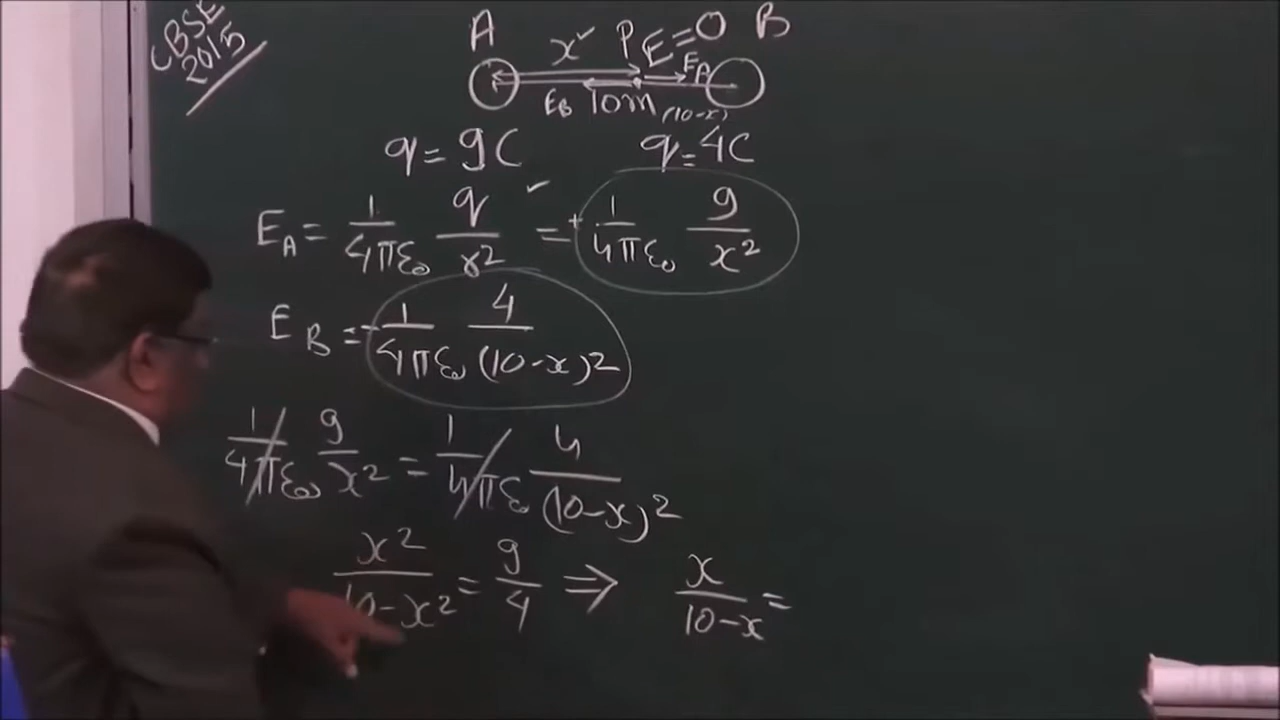 CBSE
2015
A x✓ P E=0 B
E_A
E_B 10m (10-x)
q = 9C q = 4C
E_A = 1/4πε₀ q/r² ✓ = + 1/4πε₀ 9/x²
E_B = - 1/4πε₀ 4/(10-x)²
1/4πε₀ 9/x² = 1/4πε₀ 4/(10-x)²
x²/10-x² = 9/4 ⇒ x/10-x =